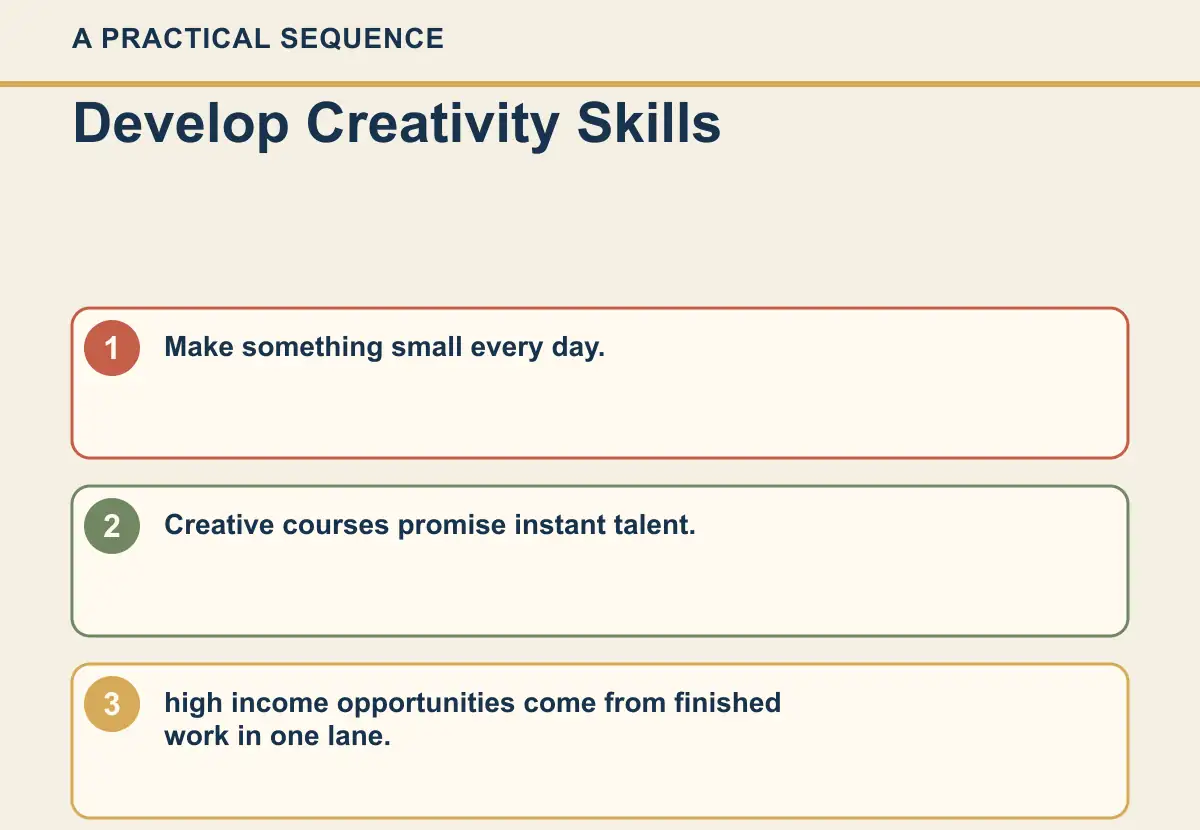 A PRACTICAL SEQUENCE
Develop Creativity Skills
1 Make something small every day.
2 Creative courses promise instant talent.
3 high income opportunities come from finished
work in one lane.